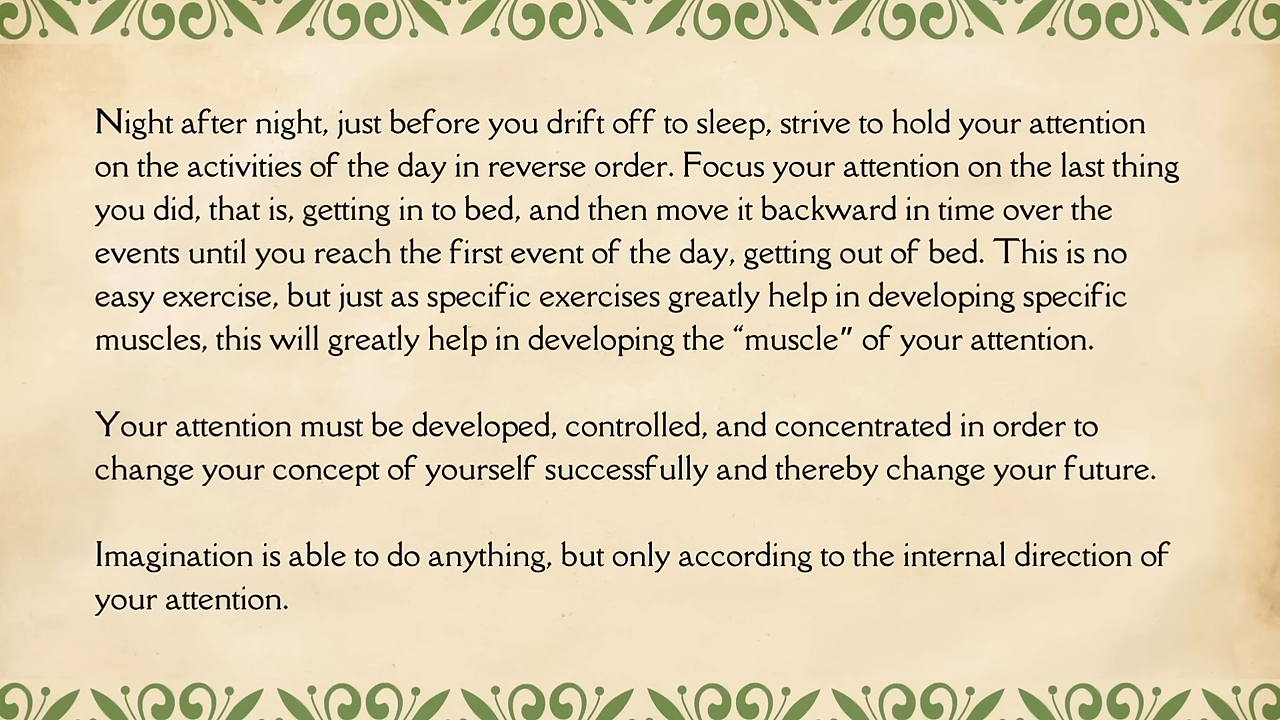 Night after night, just before you drift off to sleep, strive to hold your attention
on the activities of the day in reverse order. Focus your attention on the last thing
you did, that is, getting in to bed, and then move it backward in time over the
events until you reach the first event of the day, getting out of bed. This is no
easy exercise, but just as specific exercises greatly help in developing specific
muscles, this will greatly help in developing the “muscle" of your attention.
Your attention must be developed, controlled, and concentrated in order to
change your concept of yourself successfully and thereby change your future.
Imagination is able to do anything, but only according to the internal direction of
your attention.